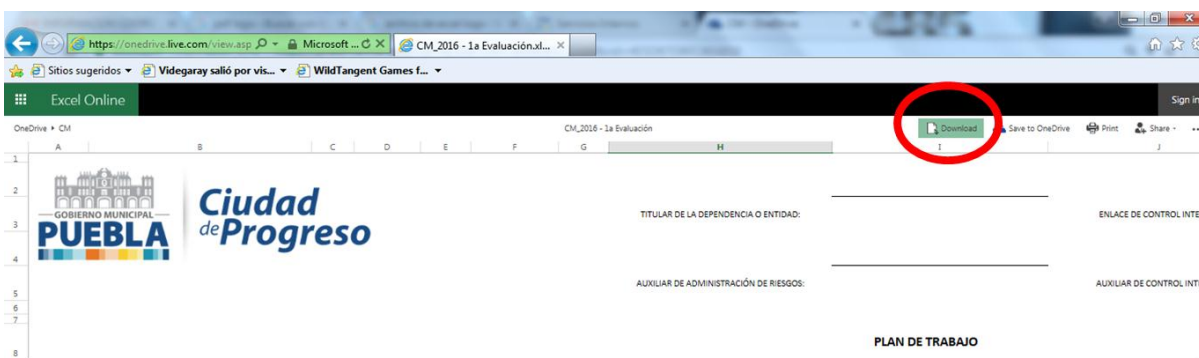 https://onedrive.live.com/view.asp Microsoft ... CM_2016 - 1a Evaluación.xl...
Sitios sugeridos Videgaray salió por vis... WildTangent Games f...
Excel Online Sign in
OneDrive CM CM_2016 - 1a Evaluación Download Save to OneDrive Print Share ...
A B C D E F G H I J
1
2
3
4
5
6
7
8
GOBIERNO MUNICIPAL
PUEBLA
Ciudad
de Progreso
TITULAR DE LA DEPENDENCIA O ENTIDAD: ENLACE DE CONTROL INTE
AUXILIAR DE ADMINISTRACIÓN DE RIESGOS: AUXILIAR DE CONTROL INTE
PLAN DE TRABAJO